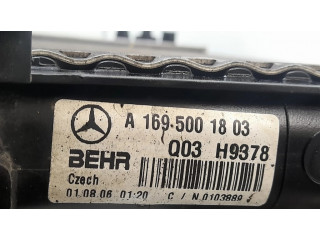 A 169-500 18 03
BEHR Q03 H9378
Czech
01.08.06 01:20 C / N 0103889